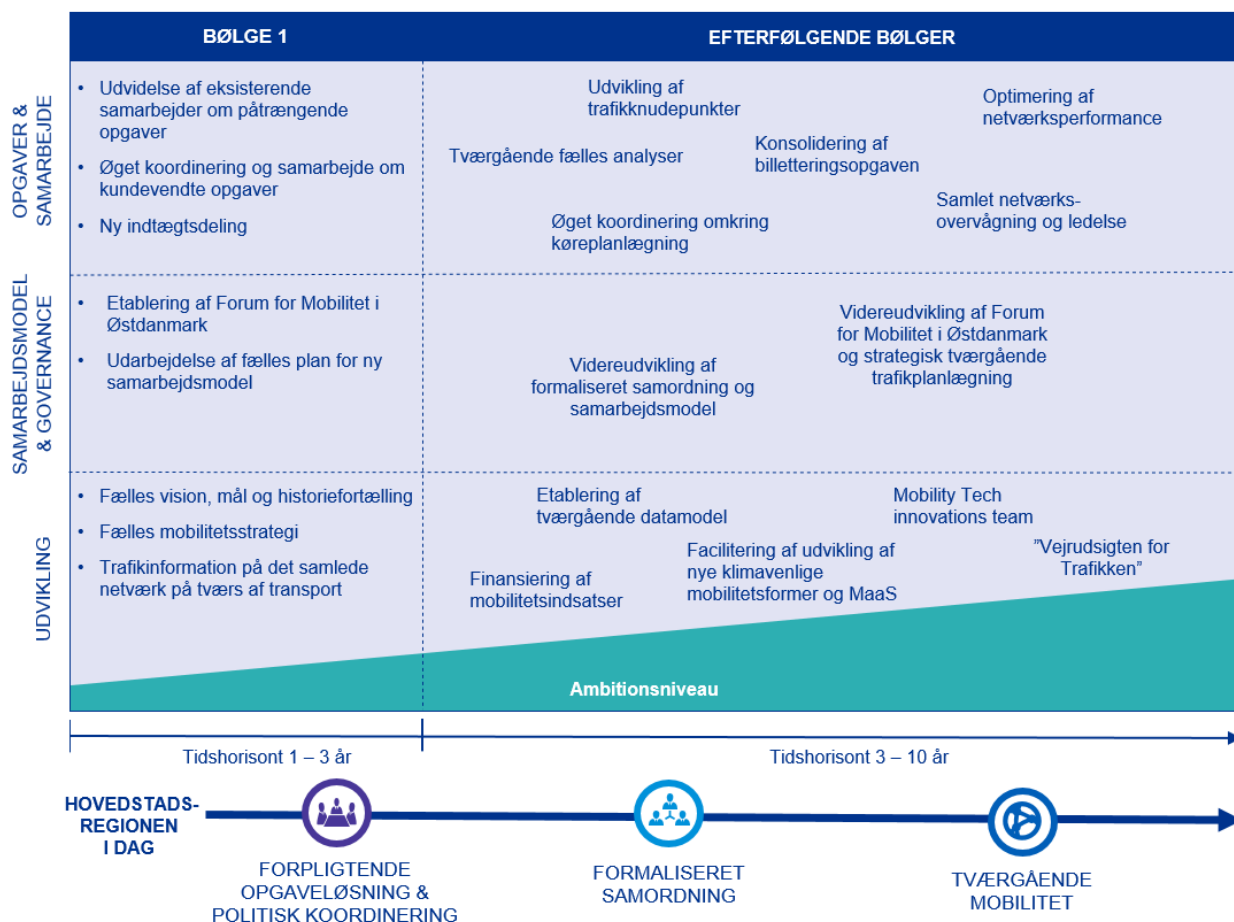 BØLGE 1
EFTERFØLGENDE BØLGER
OPGAVER &
SAMARBEJDE
• Udvidelse af eksisterende
samarbejder om påtrængende
opgaver
• Øget koordinering og samarbejde om
kundevendte opgaver
• Ny indtægtsdeling
Udvikling af
trafikknudepunkter
Optimering af
netværksperformance
Tværgående fælles analyser
Konsolidering af
billetteringsopgaven
Samlet netværks-
overvågning og ledelse
Øget koordinering omkring
køreplanlægning
SAMARBEJDSMODEL
& GOVERNANCE
• Etablering af Forum for Mobilitet i
Østdanmark
• Udarbejdelse af fælles plan for ny
samarbejdsmodel
Videreudvikling af
formaliseret samordning og
samarbejdsmodel
Videreudvikling af Forum
for Mobilitet i Østdanmark
og strategisk tværgående
trafikplanlægning
UDVIKLING
• Fælles vision, mål og historiefortælling
• Fælles mobilitetsstrategi
• Trafikinformation på det samlede
netværk på tværs af transport
Etablering af
tværgående datamodel
Mobility Tech
innovations team
Finansiering af
mobilitetsindsatser
Facilitering af udvikling af
nye klimavenlige
mobilitetsformer og MaaS
”Vejrudsigten for
Trafikken”
Ambitionsniveau
Tidshorisont 1 – 3 år
Tidshorisont 3 – 10 år
HOVEDSTADS-
REGIONEN
I DAG
FORPLIGTENDE
OPGAVELØSNING &
POLITISK KOORDINERING
FORMALISERET
SAMORDNING
TVÆRGÅENDE
MOBILITET